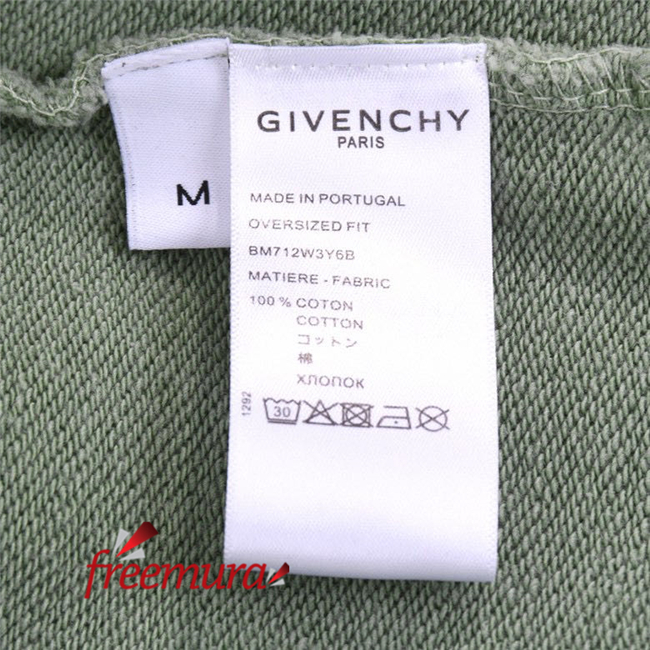 GIVENCHY
PARIS
M
MADE IN PORTUGAL
OVERSIZED FIT
BM712W3Y6B
MATIERE - FABRIC
100 % COTON
COTTON
コットン
棉
ХЛОПОК
1292
30
freemura